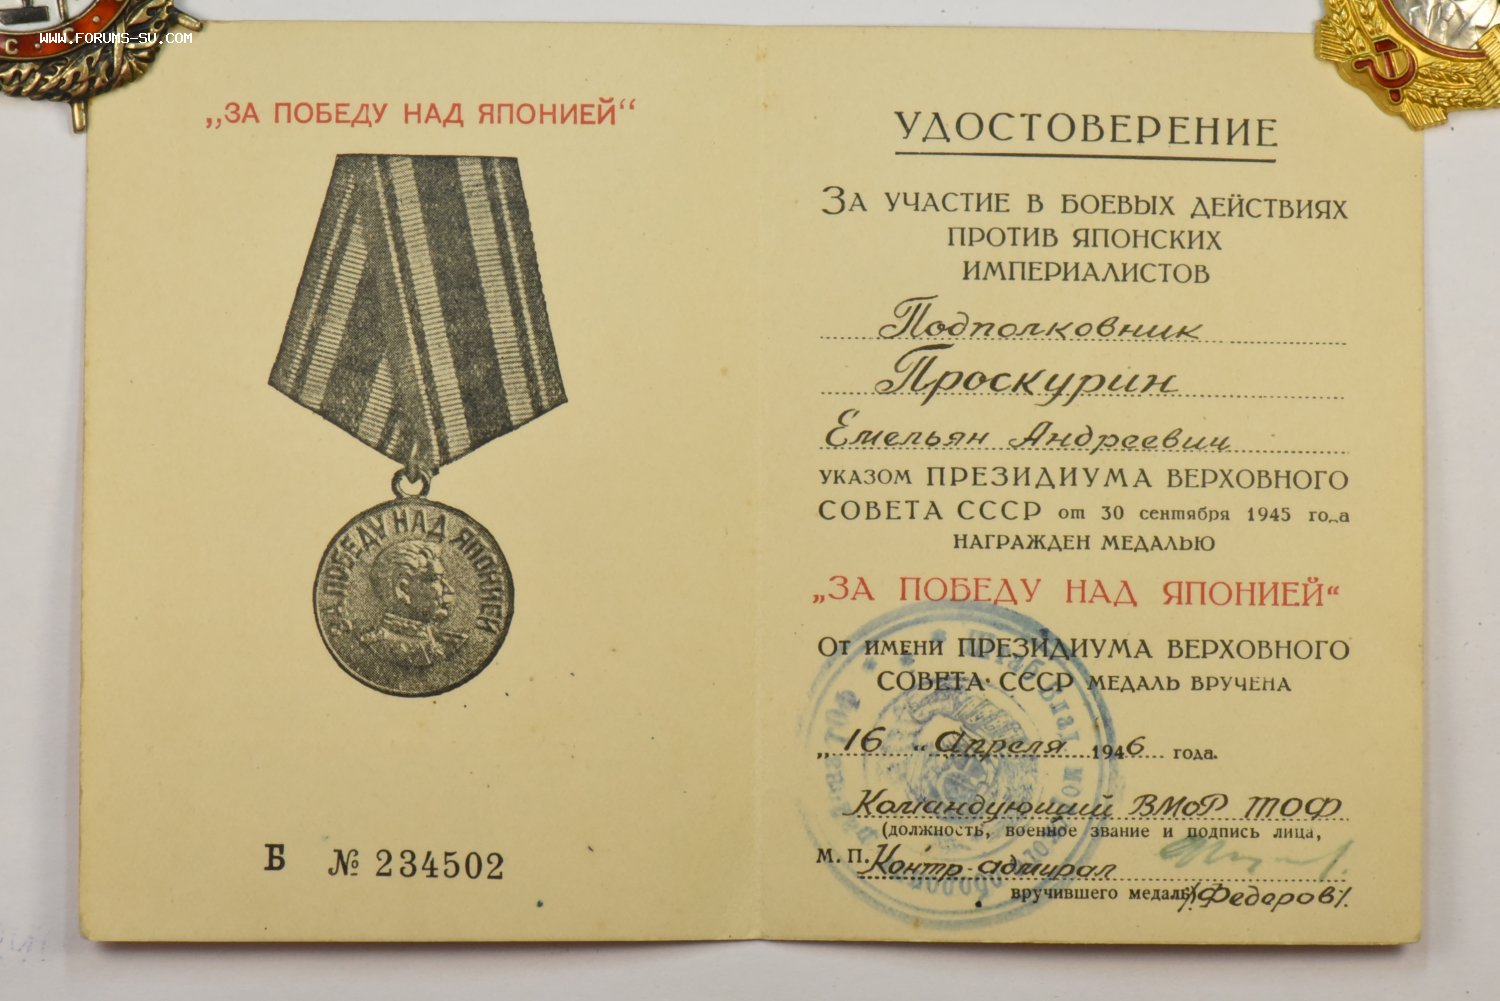 WWW.FORUMS-SU.COM
С
„ЗА ПОБЕДУ НАД ЯПОНИЕЙ“
ЗА ПОБЕДУ НАД ЯПОНИЕЙ
Б № 234502
УДОСТОВЕРЕНИЕ
ЗА УЧАСТИЕ В БОЕВЫХ ДЕЙСТВИЯХ
ПРОТИВ ЯПОНСКИХ
ИМПЕРИАЛИСТОВ
Подполковник
Проскурин
Емельян Андреевич
УКАЗОМ ПРЕЗИДИУМА ВЕРХОВНОГО
СОВЕТА СССР от 30 сентября 1945 года
НАГРАЖДЕН МЕДАЛЬЮ
„ЗА ПОБЕДУ НАД ЯПОНИЕЙ“
ОТ ИМЕНИ ПРЕЗИДИУМА ВЕРХОВНОГО
СОВЕТА СССР МЕДАЛЬ ВРУЧЕНА
„16“ Апреля 1946 года.
Командующий ВМоР ТОФ
(должность, военное звание и подпись лица,
М. П. Контр-адмирал
вручившего медаль) /Федоров/.
Штаб Влад